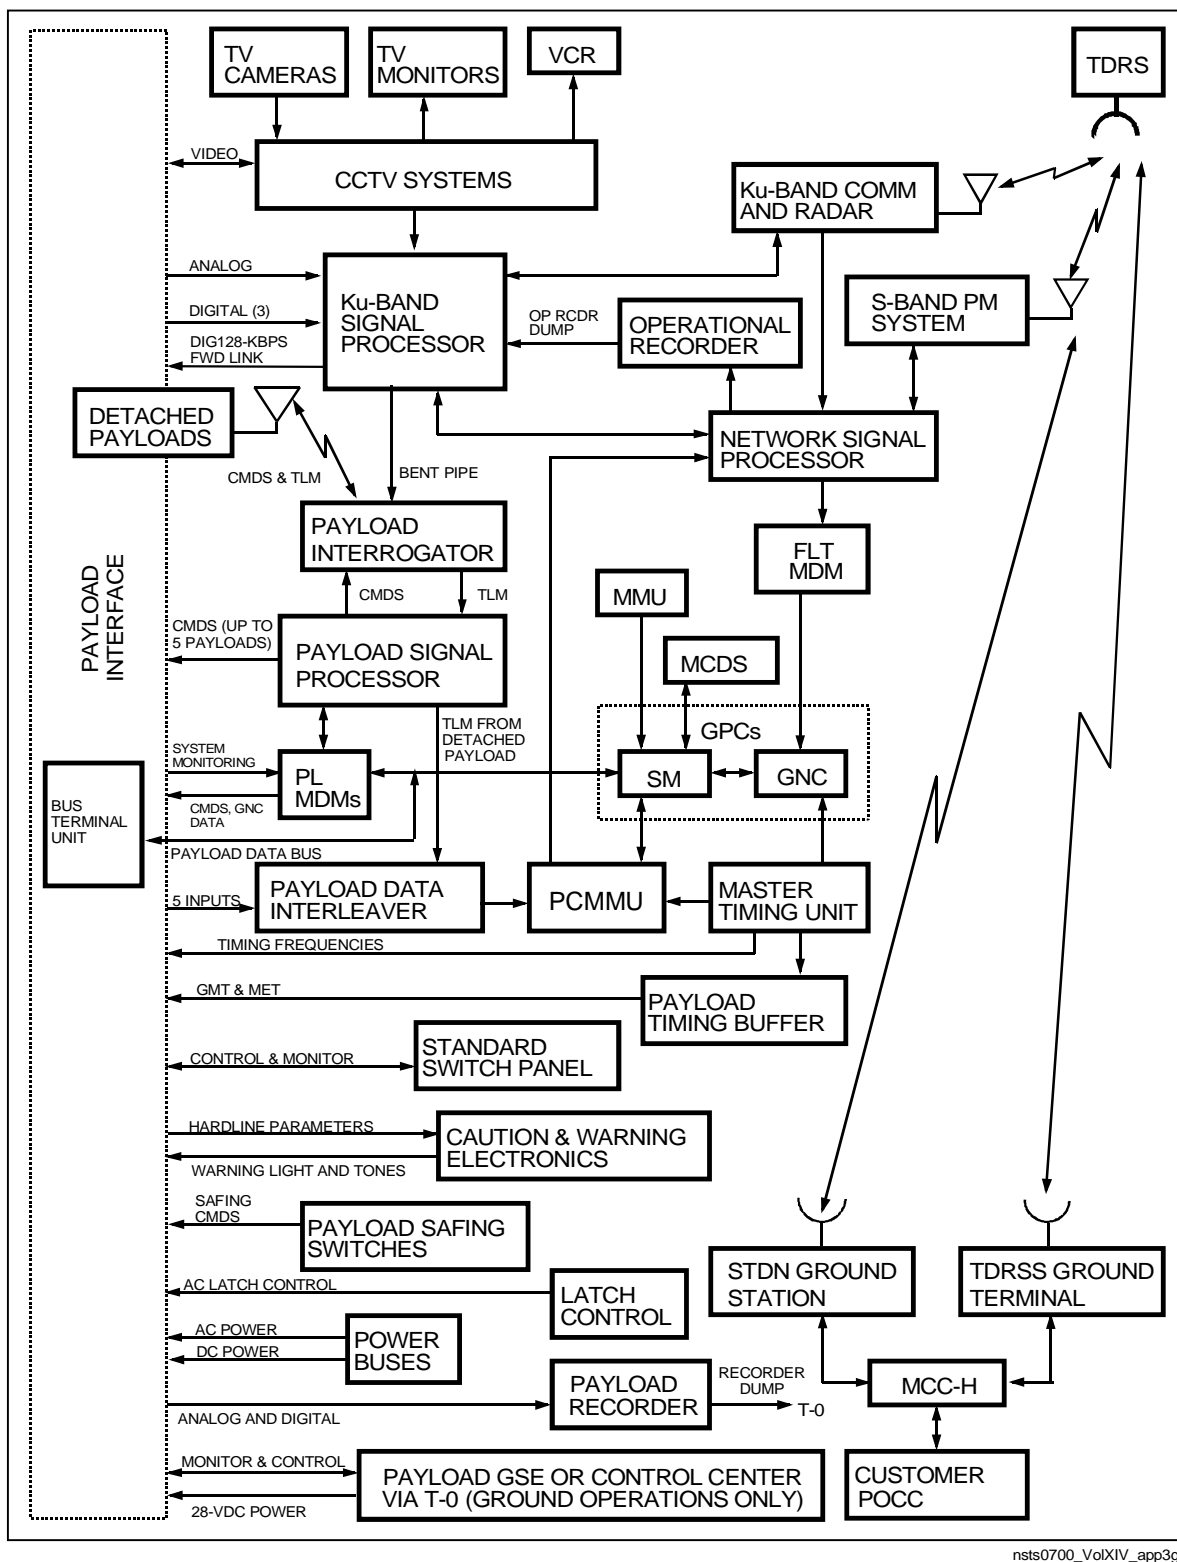 TV
CAMERAS
TV
MONITORS
VCR
TDRS
VIDEO
CCTV SYSTEMS
Ku-BAND COMM
AND RADAR
ANALOG
DIGITAL (3)
DIG128-KBPS
FWD LINK
Ku-BAND
SIGNAL
PROCESSOR
OP RCDR
DUMP
OPERATIONAL
RECORDER
S-BAND PM
SYSTEM
DETACHED
PAYLOADS
CMDS & TLM
BENT PIPE
NETWORK SIGNAL
PROCESSOR
PAYLOAD
INTERROGATOR
FLT
MDM
PAYLOAD
INTERFACE
CMDS
TLM
MMU
CMDS (UP TO
5 PAYLOADS)
PAYLOAD SIGNAL
PROCESSOR
MCDS
TLM FROM
DETACHED
PAYLOAD
GPCs
SYSTEM
MONITORING
PL
MDMs
SM
GNC
BUS
TERMINAL
UNIT
CMDS, GNC
DATA
PAYLOAD DATA BUS
5 INPUTS
PAYLOAD DATA
INTERLEAVER
PCMMU
MASTER
TIMING UNIT
TIMING FREQUENCIES
GMT & MET
PAYLOAD
TIMING BUFFER
CONTROL & MONITOR
STANDARD
SWITCH PANEL
HARDLINE PARAMETERS
CAUTION & WARNING
ELECTRONICS
WARNING LIGHT AND TONES
SAFING
CMDS
PAYLOAD SAFING
SWITCHES
STDN GROUND
STATION
TDRSS GROUND
TERMINAL
AC LATCH CONTROL
LATCH
CONTROL
AC POWER
DC POWER
POWER
BUSES
PAYLOAD
RECORDER
RECORDER
DUMP
T-0
MCC-H
ANALOG AND DIGITAL
MONITOR & CONTROL
28-VDC POWER
PAYLOAD GSE OR CONTROL CENTER
VIA T-0 (GROUND OPERATIONS ONLY)
CUSTOMER
POCC
nsts0700_VolXIV_app3g